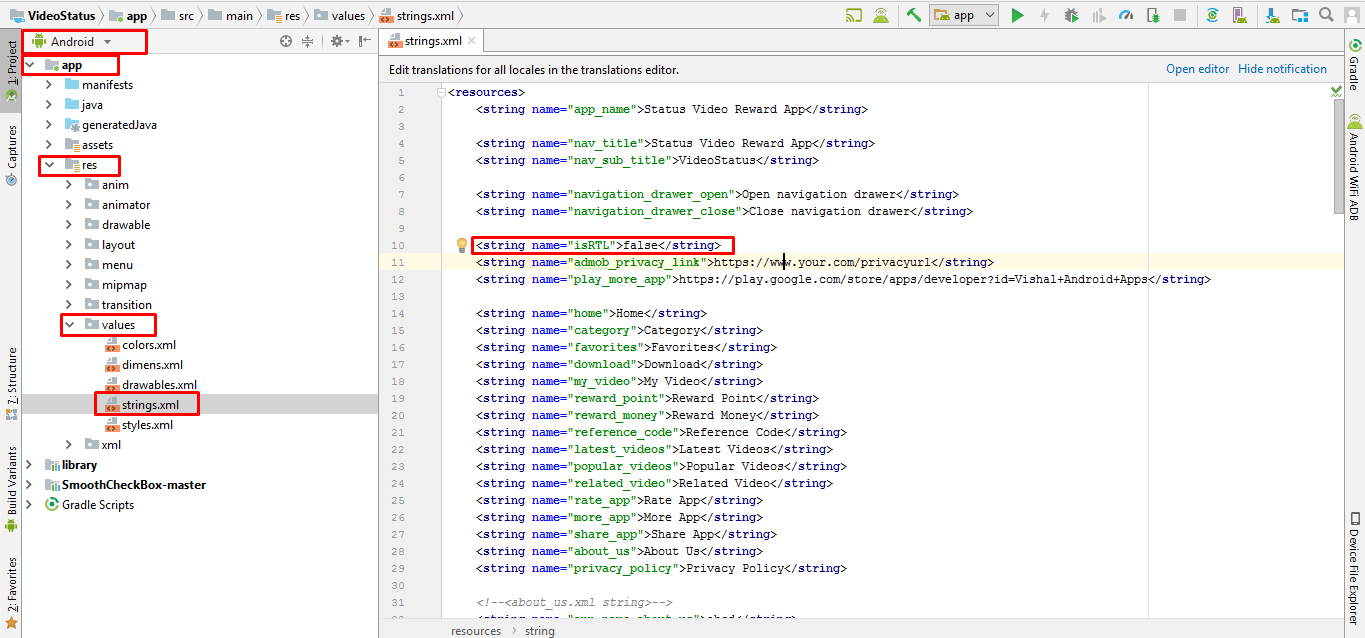 VideoStatus app src main res values strings.xml
app
1: Project
Captures
7: Structure
Build Variants
2: Favorites
Android
app
manifests
java
generatedJava
assets
res
anim
animator
drawable
layout
menu
mipmap
transition
values
colors.xml
dimens.xml
drawables.xml
strings.xml
styles.xml
xml
library
SmoothCheckBox-master
Gradle Scripts
strings.xml
Edit translations for all locales in the translations editor. Open editor Hide notification
1 <resources>
2 <string name="app_name">Status Video Reward App</string>
3
4 <string name="nav_title">Status Video Reward App</string>
5 <string name="nav_sub_title">VideoStatus</string>
6
7 <string name="navigation_drawer_open">Open navigation drawer</string>
8 <string name="navigation_drawer_close">Close navigation drawer</string>
9
10 <string name="isRTL">false</string>
11 <string name="admob_privacy_link">https://www.your.com/privacyurl</string>
12 <string name="play_more_app">https://play.google.com/store/apps/developer?id=Vishal+Android+Apps</string>
13
14 <string name="home">Home</string>
15 <string name="category">Category</string>
16 <string name="favorites">Favorites</string>
17 <string name="download">Download</string>
18 <string name="my_video">My Video</string>
19 <string name="reward_point">Reward Point</string>
20 <string name="reward_money">Reward Money</string>
21 <string name="reference_code">Reference Code</string>
22 <string name="latest_videos">Latest Videos</string>
23 <string name="popular_videos">Popular Videos</string>
24 <string name="related_video">Related Video</string>
25 <string name="rate_app">Rate App</string>
26 <string name="more_app">More App</string>
27 <string name="share_app">Share App</string>
28 <string name="about_us">About Us</string>
29 <string name="privacy_policy">Privacy Policy</string>
30
31 <!--<about_us.xml string>-->
32
resources string
Gradle
Android WiFi ADB
Device File Explorer